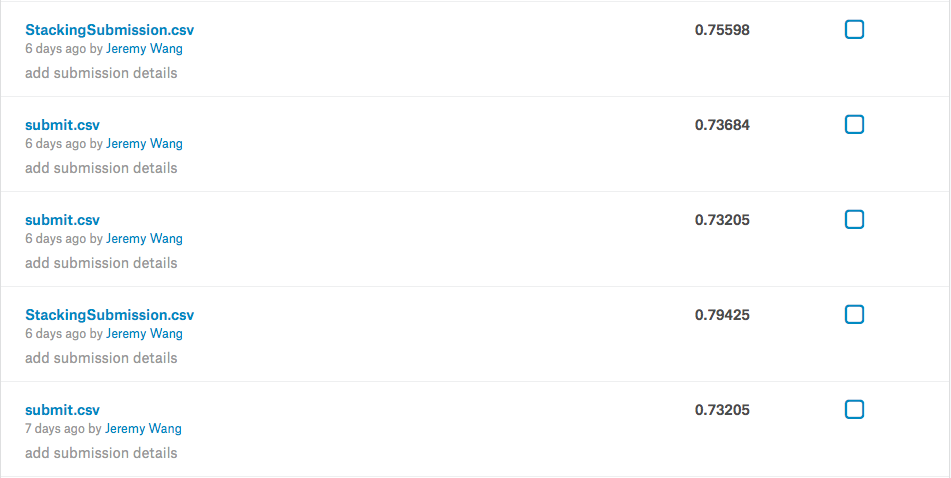 StackingSubmission.csv 0.75598
6 days ago by Jeremy Wang
add submission details
submit.csv 0.73684
6 days ago by Jeremy Wang
add submission details
submit.csv 0.73205
6 days ago by Jeremy Wang
add submission details
StackingSubmission.csv 0.79425
6 days ago by Jeremy Wang
add submission details
submit.csv 0.73205
7 days ago by Jeremy Wang
add submission details